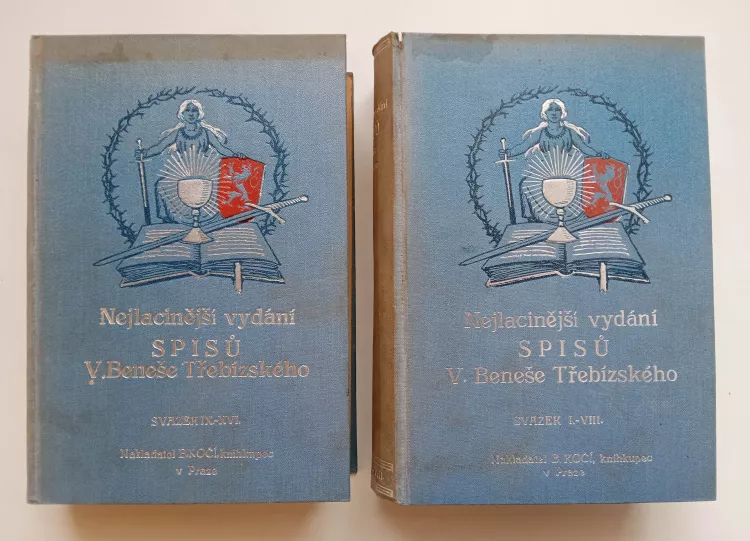 Nejlacinější vydání
SPISŮ
V. Beneše Třebízského
SVAZEK IX.-XVI.
Nakladatel B. KOČÍ, knihkupec
v Praze
Nejlacinější vydání
SPISŮ
V. Beneše Třebízského
SVAZEK I.-VIII.
Nakladatel B. KOČÍ, knihkupec
v Praze